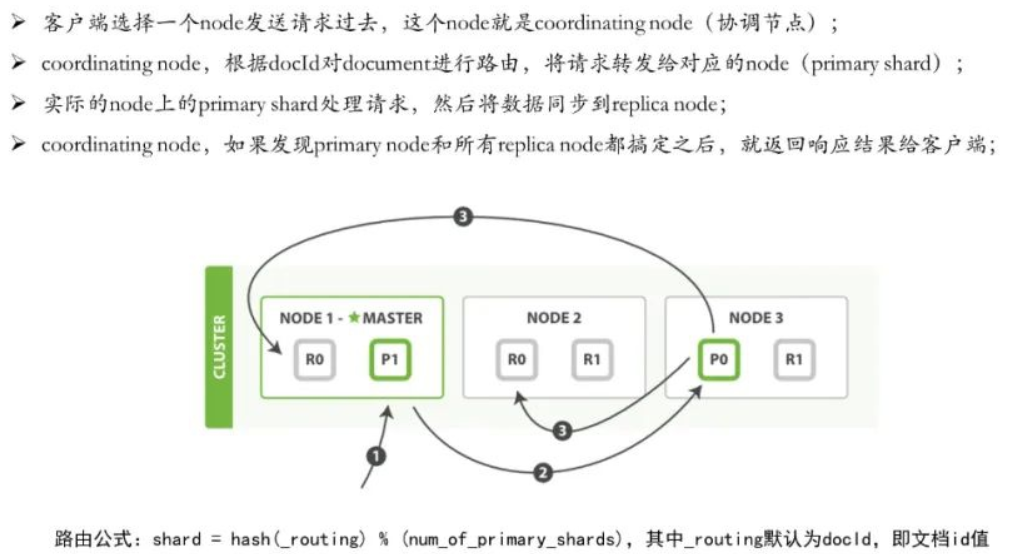 ➤ 客户端选择一个node发送请求过去，这个node就是coordinating node（协调节点）；
➤ coordinating node，根据docId对document进行路由，将请求转发给对应的node（primary shard）；
➤ 实际的node上的primary shard处理请求，然后将数据同步到replica node；
➤ coordinating node，如果发现primary node和所有replica node都搞定之后，就返回响应结果给客户端；
3
CLUSTER
NODE 1 - ★ MASTER
R0 P1
NODE 2
R0 R1
NODE 3
P0 R1
3
1
2
路由公式：shard = hash(_routing) % (num_of_primary_shards)，其中_routing默认为docId，即文档id值